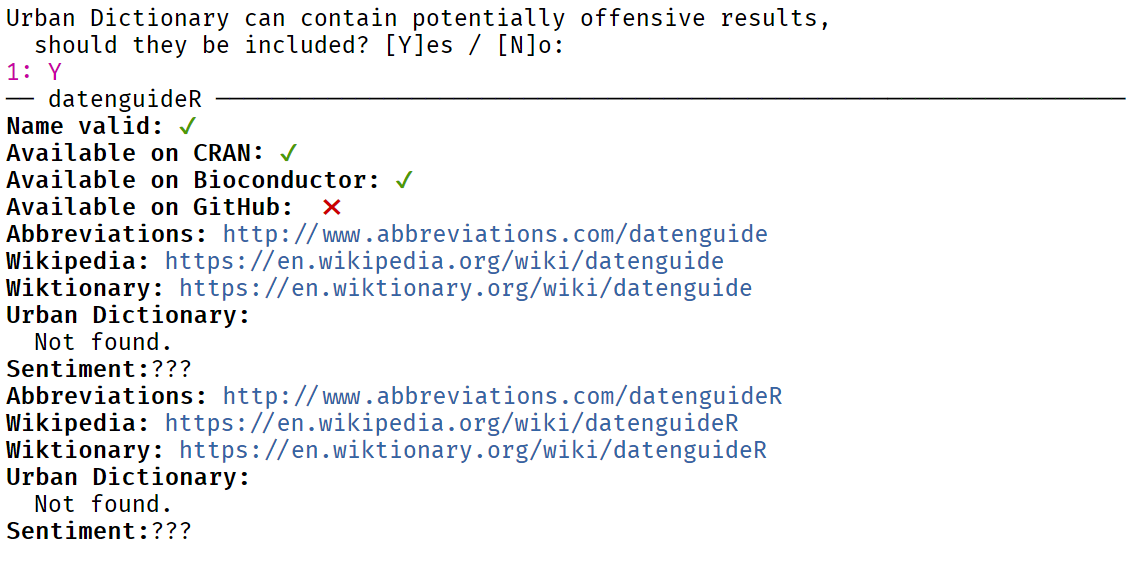 Urban Dictionary can contain potentially offensive results,
should they be included? [Y]es / [N]o:
1: Y
── datenguideR ─────────────────────────────────────────────────────────────────
Name valid: ✔
Available on CRAN: ✔
Available on Bioconductor: ✔
Available on GitHub: ✖
Abbreviations: http://www.abbreviations.com/datenguide
Wikipedia: https://en.wikipedia.org/wiki/datenguide
Wiktionary: https://en.wiktionary.org/wiki/datenguide
Urban Dictionary:
Not found.
Sentiment:???
Abbreviations: http://www.abbreviations.com/datenguideR
Wikipedia: https://en.wikipedia.org/wiki/datenguideR
Wiktionary: https://en.wiktionary.org/wiki/datenguideR
Urban Dictionary:
Not found.
Sentiment:???